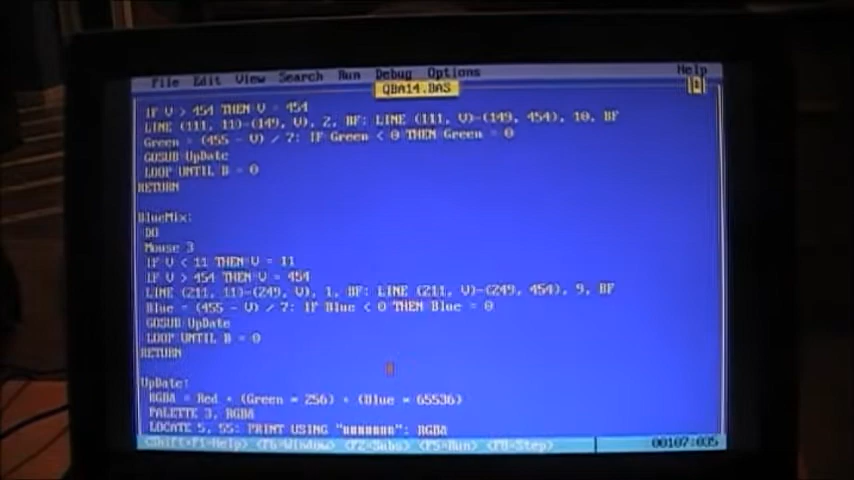 File Edit View Search Run Debug Options Help
QBA14.BAS
IF V > 454 THEN V = 454
LINE (111, 11)-(149, V), 2, BF: LINE (111, V)-(149, 454), 10, BF
Green = (455 - V) / 7: IF Green < 0 THEN Green = 0
GOSUB UpDate
LOOP UNTIL B = 0
RETURN
BlueMix:
DO
Mouse 3
IF V < 11 THEN V = 11
IF V > 454 THEN V = 454
LINE (211, 11)-(249, V), 1, BF: LINE (211, V)-(249, 454), 9, BF
Blue = (455 - V) / 7: IF Blue < 0 THEN Blue = 0
GOSUB UpDate
LOOP UNTIL B = 0
RETURN
UpDate:
RGB& = Red + (Green * 256) + (Blue * 65536)
PALETTE 3, RGB&
LOCATE 5, 55: PRINT USING "#######"; RGB&
<Shift+F1=Help> <F6=Window> <F2=Subs> <F5=Run> <F8=Step> 00107:035